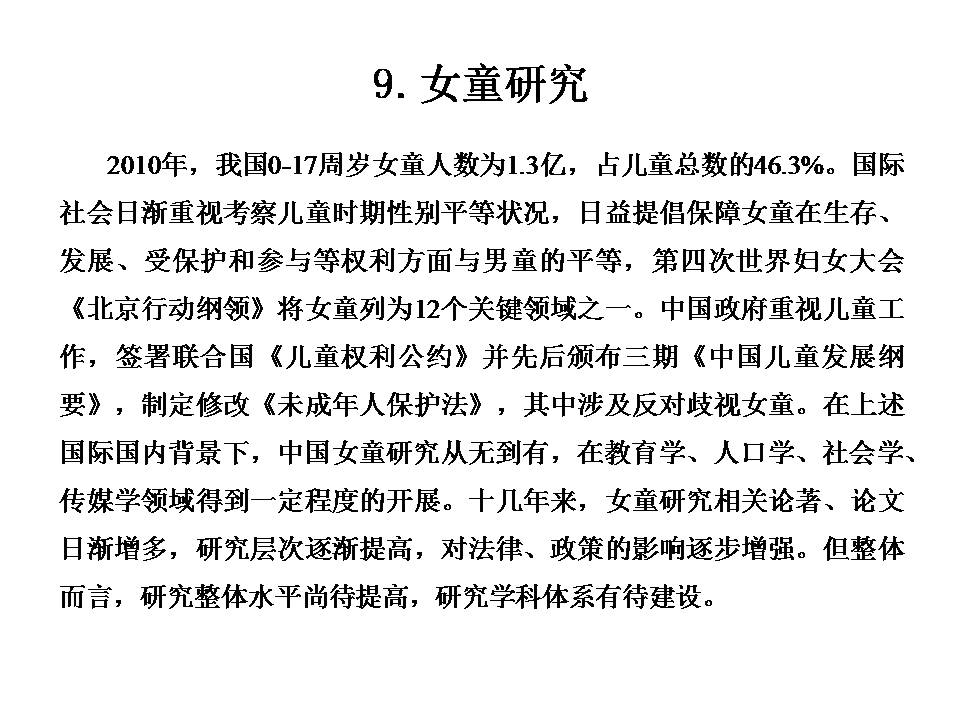 9. 女童研究
2010年，我国0-17周岁女童人数为1.3亿，占儿童总数的46.3%。国际
社会日渐重视考察儿童时期性别平等状况，日益提倡保障女童在生存、
发展、受保护和参与等权利方面与男童的平等，第四次世界妇女大会
《北京行动纲领》将女童列为12个关键领域之一。中国政府重视儿童工
作，签署联合国《儿童权利公约》并先后颁布三期《中国儿童发展纲
要》，制定修改《未成年人保护法》，其中涉及反对歧视女童。在上述
国际国内背景下，中国女童研究从无到有，在教育学、人口学、社会学、
传媒学领域得到一定程度的开展。十几年来，女童研究相关论著、论文
日渐增多，研究层次逐渐提高，对法律、政策的影响逐步增强。但整体
而言，研究整体水平尚待提高，研究学科体系有待建设。